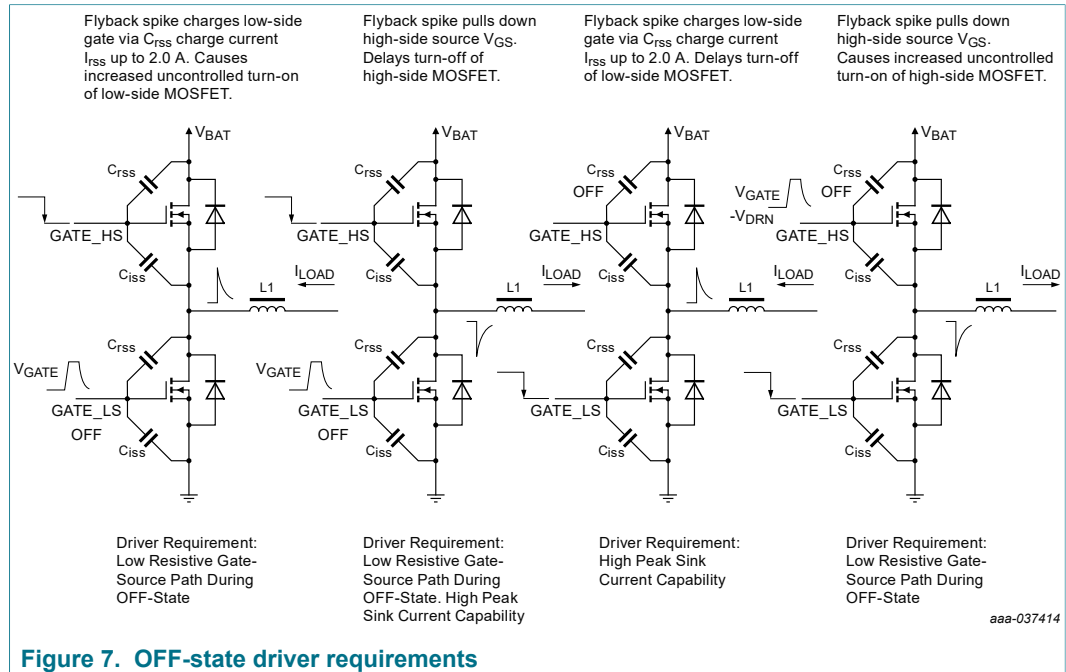 Flyback spike charges low-side
gate via Crss charge current
Irss up to 2.0 A. Causes
increased uncontrolled turn-on
of low-side MOSFET.
Flyback spike pulls down
high-side source VGS.
Delays turn-off of
high-side MOSFET.
Flyback spike charges low-side
gate via Crss charge current
Irss up to 2.0 A. Delays turn-off
of low-side MOSFET.
Flyback spike pulls down
high-side source VGS.
Causes increased uncontrolled
turn-on of high-side MOSFET.
VBAT
Crss
GATE_HS
Ciss
ILOAD
L1
Crss
VGATE
GATE_LS
OFF
Ciss
VBAT
Crss
GATE_HS
Ciss
ILOAD
L1
Crss
VGATE
GATE_LS
OFF
Ciss
VBAT
Crss
OFF
GATE_HS
Ciss
ILOAD
L1
Crss
GATE_LS
Ciss
VBAT
Crss
OFF
VGATE
-VDRN
GATE_HS
Ciss
ILOAD
L1
Crss
GATE_LS
Ciss
Driver Requirement:
Low Resistive Gate-
Source Path During
OFF-State
Driver Requirement:
Low Resistive Gate-
Source Path During
OFF-State. High Peak
Sink Current Capability
Driver Requirement:
High Peak Sink
Current Capability
Driver Requirement:
Low Resistive Gate-
Source Path During
OFF-State
aaa-037414
Figure 7. OFF-state driver requirements